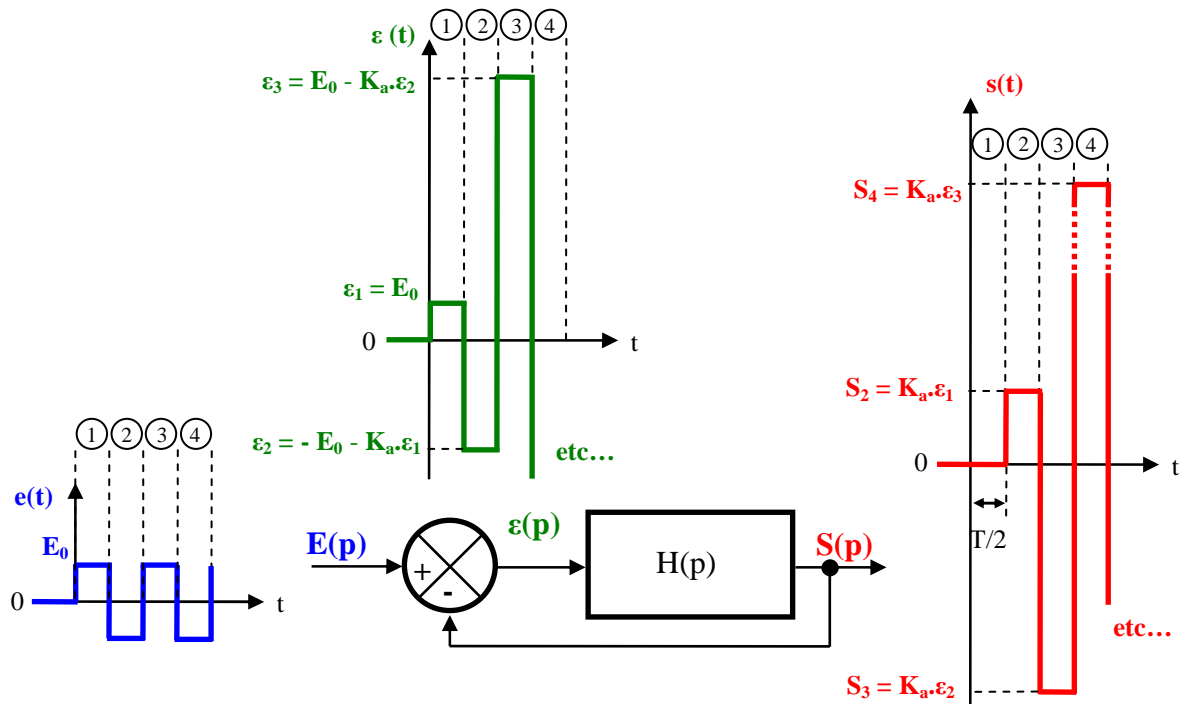 ① ② ③ ④
ε (t)
ε₃ = E₀ - Kₐ.ε₂
ε₁ = E₀
0
t
ε₂ = - E₀ - Kₐ.ε₁
etc…
s(t)
① ② ③ ④
S₄ = Kₐ.ε₃
S₂ = Kₐ.ε₁
0
t
T/2
etc…
S₃ = Kₐ.ε₂
① ② ③ ④
e(t)
E₀
0
t
E(p)
+
-
ε(p)
H(p)
S(p)